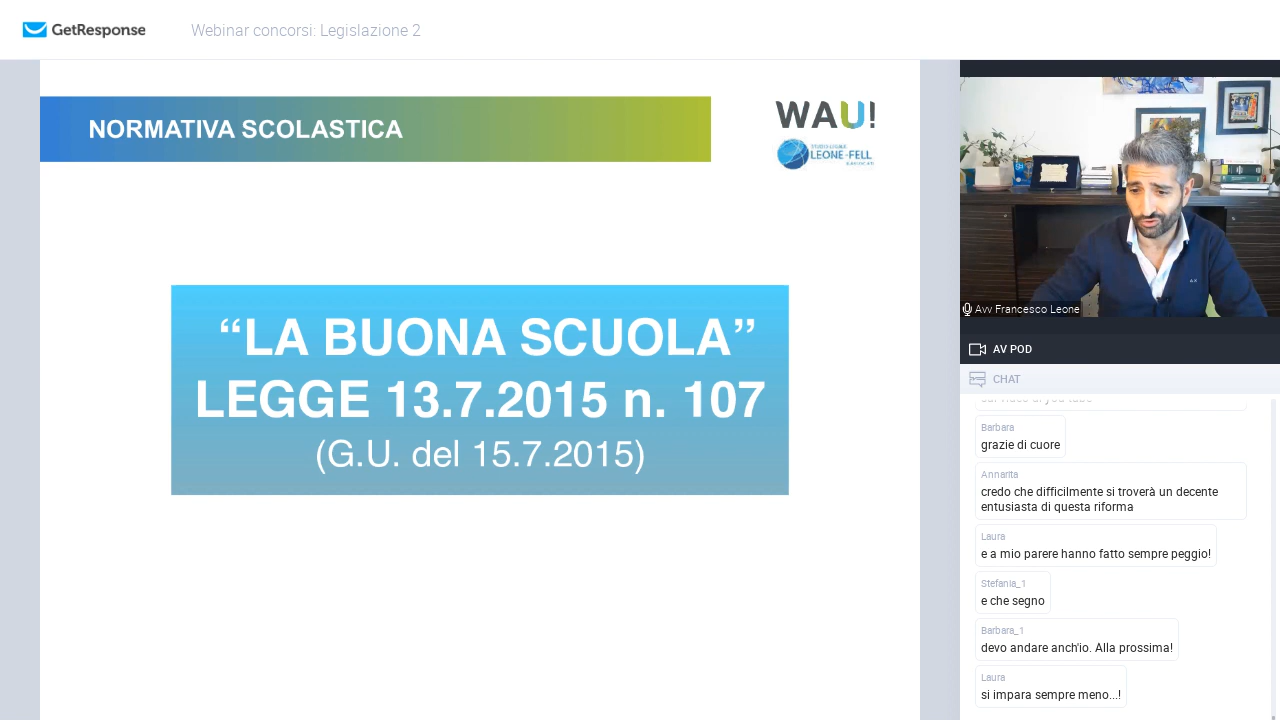 GetResponse
Webinar concorsi: Legislazione 2
NORMATIVA SCOLASTICA
WAU!
LEONE-FELL
“LA BUONA SCUOLA”
LEGGE 13.7.2015 n. 107
(G.U. del 15.7.2015)
Avv Francesco Leone
AV POD
CHAT
Barbara
grazie di cuore
Annarita
credo che difficilmente si troverà un decente
entusiasta di questa riforma
Laura
e a mio parere hanno fatto sempre peggio!
Stefania_1
e che segno
Barbara_1
devo andare anch'io. Alla prossima!
Laura
si impara sempre meno...!